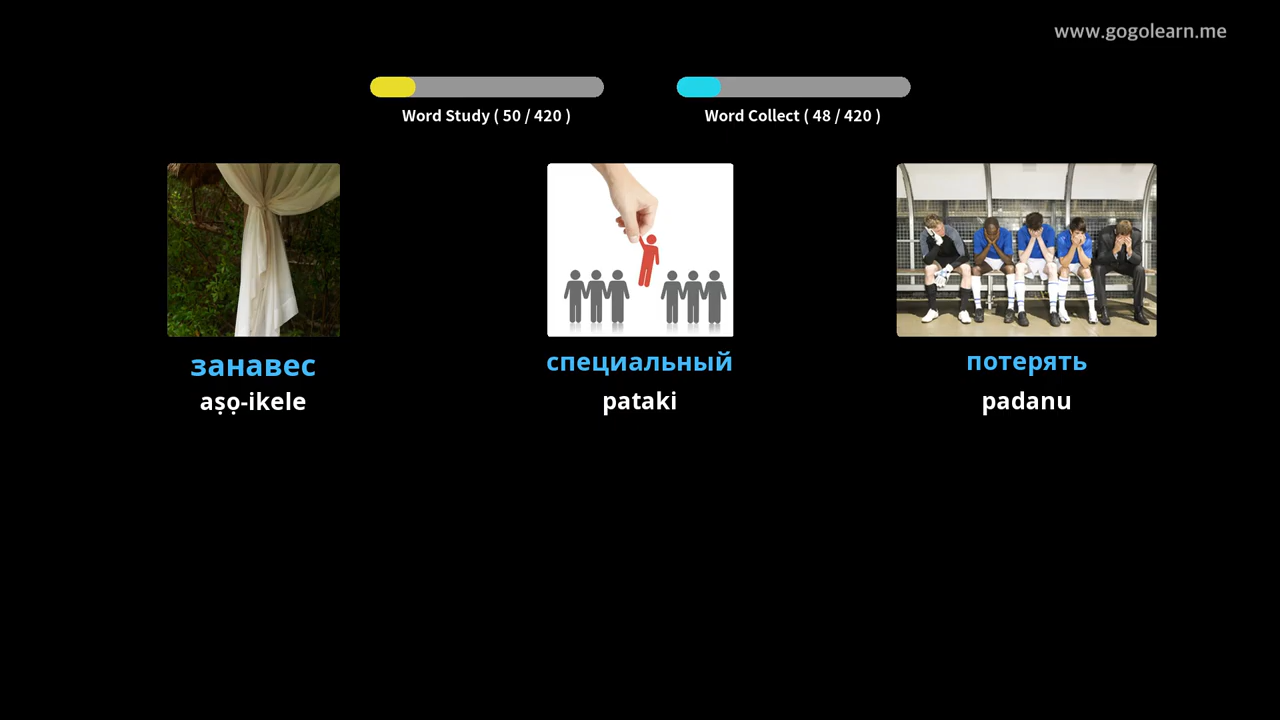 www.gogolearn.me
Word Study ( 50 / 420 )
Word Collect ( 48 / 420 )
занавес
aṣọ-ikele
специальный
pataki
потерять
padanu